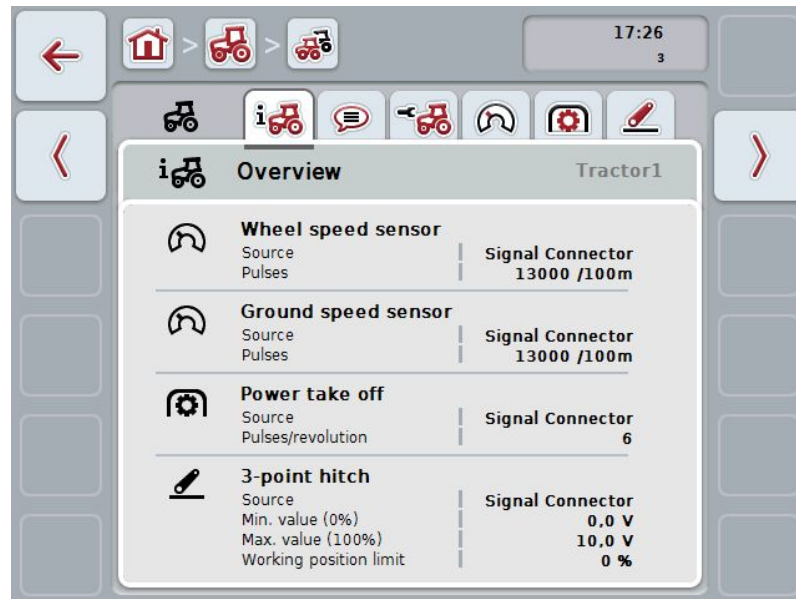 17:26
3
Overview Tractor1
Wheel speed sensor
Source Signal Connector
Pulses 13000 /100m
Ground speed sensor
Source Signal Connector
Pulses 13000 /100m
Power take off
Source Signal Connector
Pulses/revolution 6
3-point hitch
Source Signal Connector
Min. value (0%) 0,0 V
Max. value (100%) 10,0 V
Working position limit 0 %